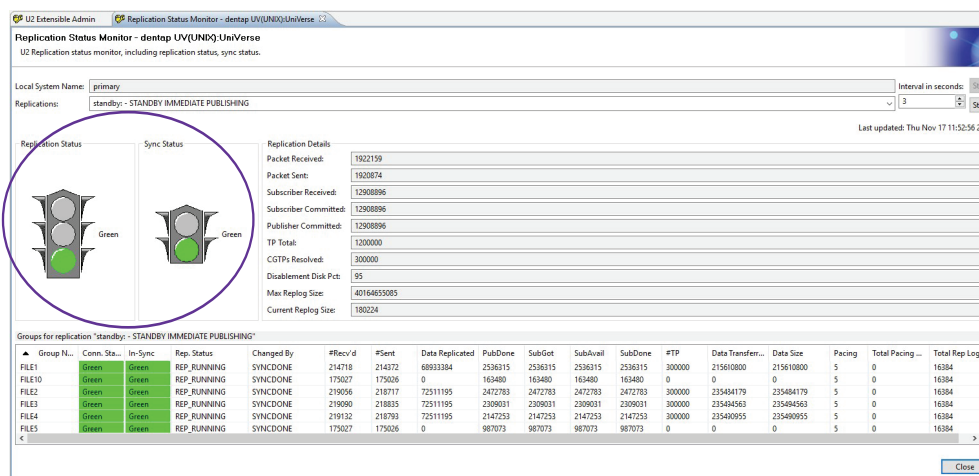 U2 Extensible Admin Replication Status Monitor - dentap UV(UNIX):UniVerse
Replication Status Monitor - dentap UV(UNIX):UniVerse
U2 Replication status monitor, including replication status, sync status.
Local System Name: primary Interval in seconds:
Replications: standby: - STANDBY IMMEDIATE PUBLISHING 3
Last updated: Thu Nov 17 11:52:56
Replication Status Sync Status Replication Details
Packet Received: 1922159
Packet Sent: 1920874
Subscriber Received: 12908896
Subscriber Committed: 12908896
Green Green Publisher Committed: 12908896
TP Total: 1200000
CGTPs Resolved: 300000
Disablement Disk Pct: 95
Max Replog Size: 40164655085
Current Replog Size: 180224
Groups for replication "standby: - STANDBY IMMEDIATE PUBLISHING"
Group N... Conn. Sta... In-Sync Rep. Status Changed By #Recv'd #Sent Data Replicated PubDone SubGot SubAvail SubDone #TP Data Transferr... Data Size Pacing Total Pacing ... Total Rep Log
FILE1 Green Green REP_RUNNING SYNCDONE 214718 214372 68933384 2536315 2536315 2536315 2536315 300000 215610800 215610800 5 0 16384
FILE10 Green Green REP_RUNNING SYNCDONE 175027 175026 0 163480 163480 163480 163480 0 0 0 5 0 16384
FILE2 Green Green REP_RUNNING SYNCDONE 219056 218717 72511195 2472783 2472783 2472783 2472783 300000 235484179 235484179 5 0 16384
FILE3 Green Green REP_RUNNING SYNCDONE 219090 218835 72511195 2309031 2309031 2309031 2309031 300000 235494563 235494563 5 0 16384
FILE4 Green Green REP_RUNNING SYNCDONE 219132 218793 72511195 2147253 2147253 2147253 2147253 300000 235490955 235490955 5 0 16384
FILE5 Green Green REP_RUNNING SYNCDONE 175027 175026 0 987073 987073 987073 987073 0 0 0 5 0 16384
Close